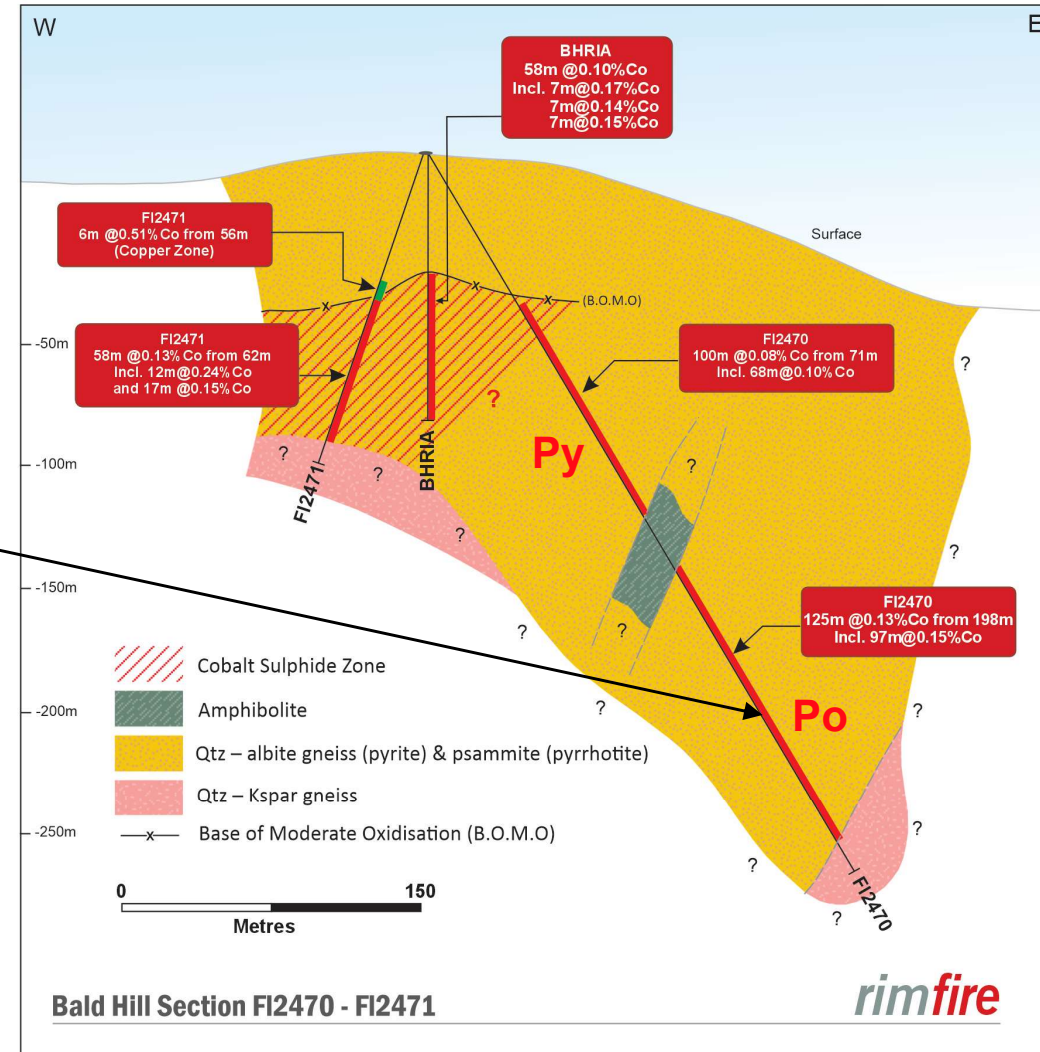 W
E
BHRIA
58m @0.10%Co
Incl. 7m@0.17%Co
7m@0.14%Co
7m@0.15%Co
FI2471
6m @0.51% Co from 56m
(Copper Zone)
Surface
x
x
x
(B.O.M.O)
FI2471
58m @0.13% Co from 62m
Incl. 12m@0.24% Co
and 17m @0.15% Co
FI2470
100m @0.08% Co from 71m
Incl. 68m@0.10% Co
-50m
?
?
Py
?
?
?
-100m
FI2471
BHRIA
?
?
-150m
FI2470
125m @0.13%Co from 198m
Incl. 97m@0.15%Co
?
?
Cobalt Sulphide Zone
Amphibolite
?
Po
?
-200m
Qtz – albite gneiss (pyrite) & psammite (pyrrhotite)
Qtz – Kspar gneiss
?
-250m
x
Base of Moderate Oxidisation (B.O.M.O)
?
FI2470
?
0
150
Metres
Bald Hill Section FI2470 - FI2471
rimfire